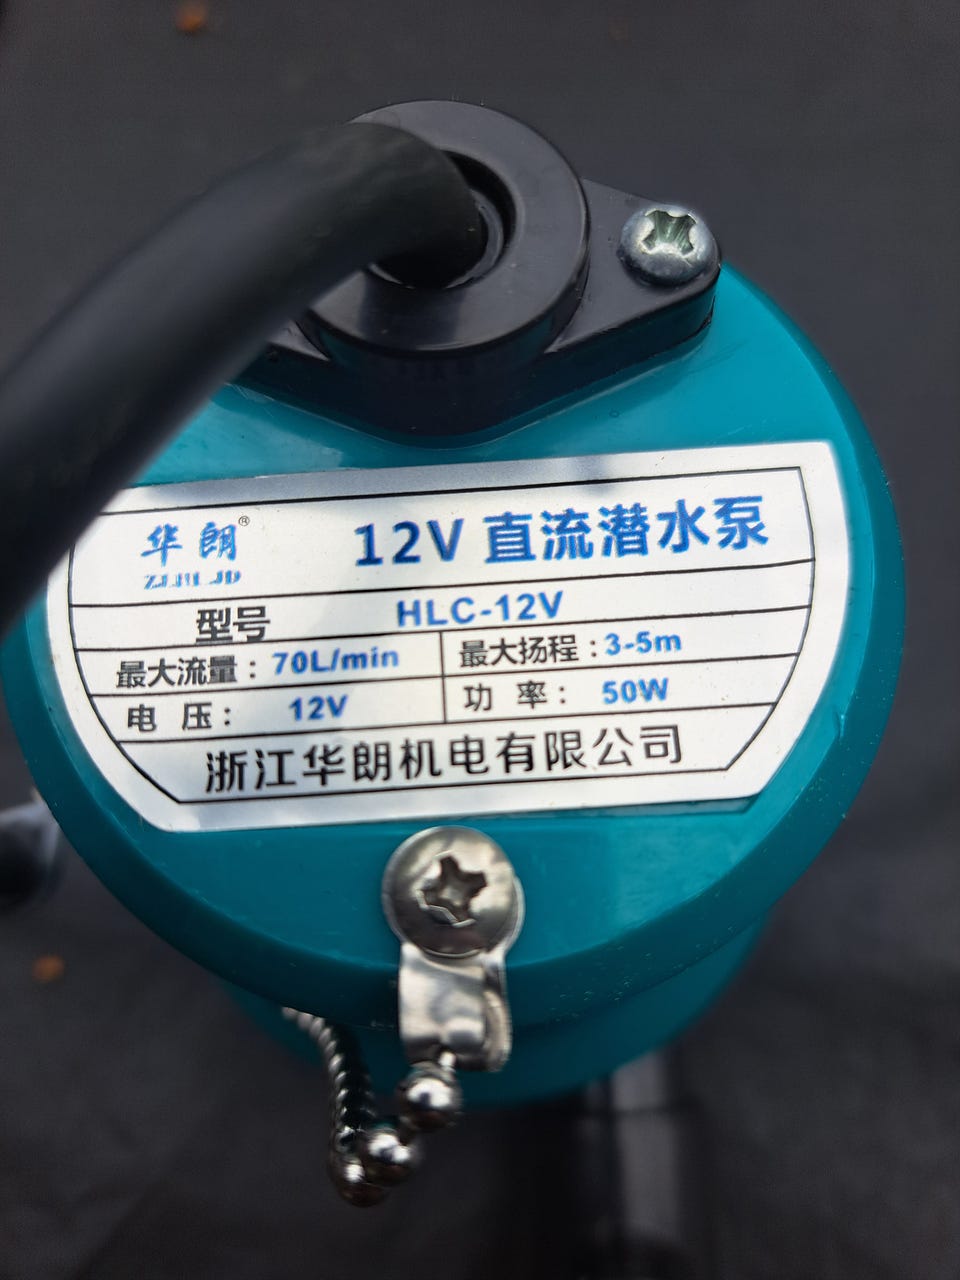 华朗® 12V 直流潜水泵
ZJHLJD
型号 HLC-12V
最大流量： 70L/min 最大扬程：3-5m
电 压： 12V 功 率： 50W
浙江华朗机电有限公司